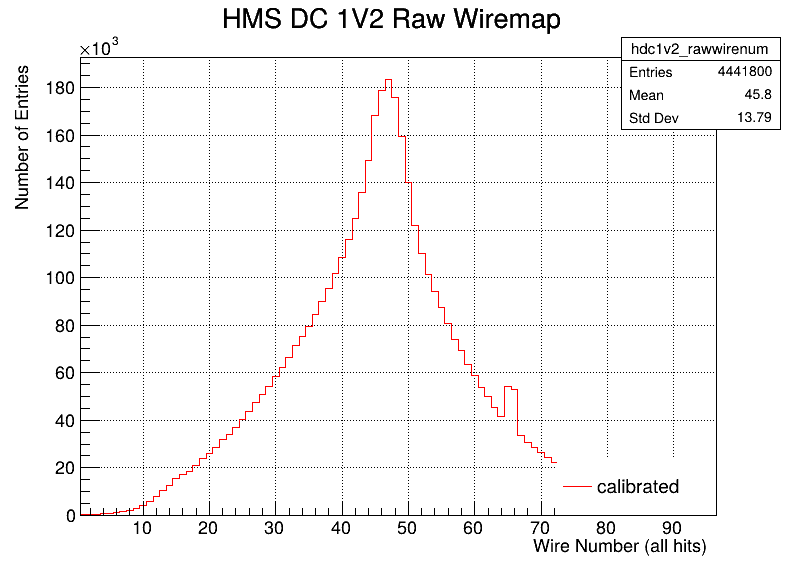 HMS DC 1V2 Raw Wiremap
×10³
hdc1v2_rawwirenum
Entries 4441800
Mean 45.8
Std Dev 13.79
Number of Entries
180
160
140
120
100
80
60
40
20
0
calibrated
10 20 30 40 50 60 70 80 90
Wire Number (all hits)